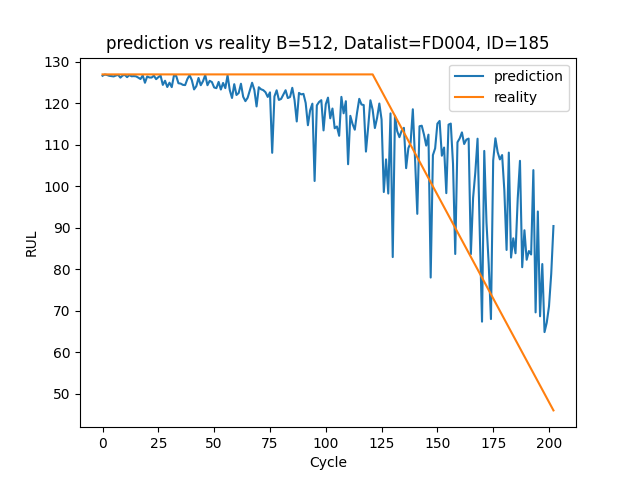 prediction vs reality B=512, Datalist=FD004, ID=185
prediction
reality
130
120
110
100
90
80
70
60
50
RUL
0 25 50 75 100 125 150 175 200
Cycle